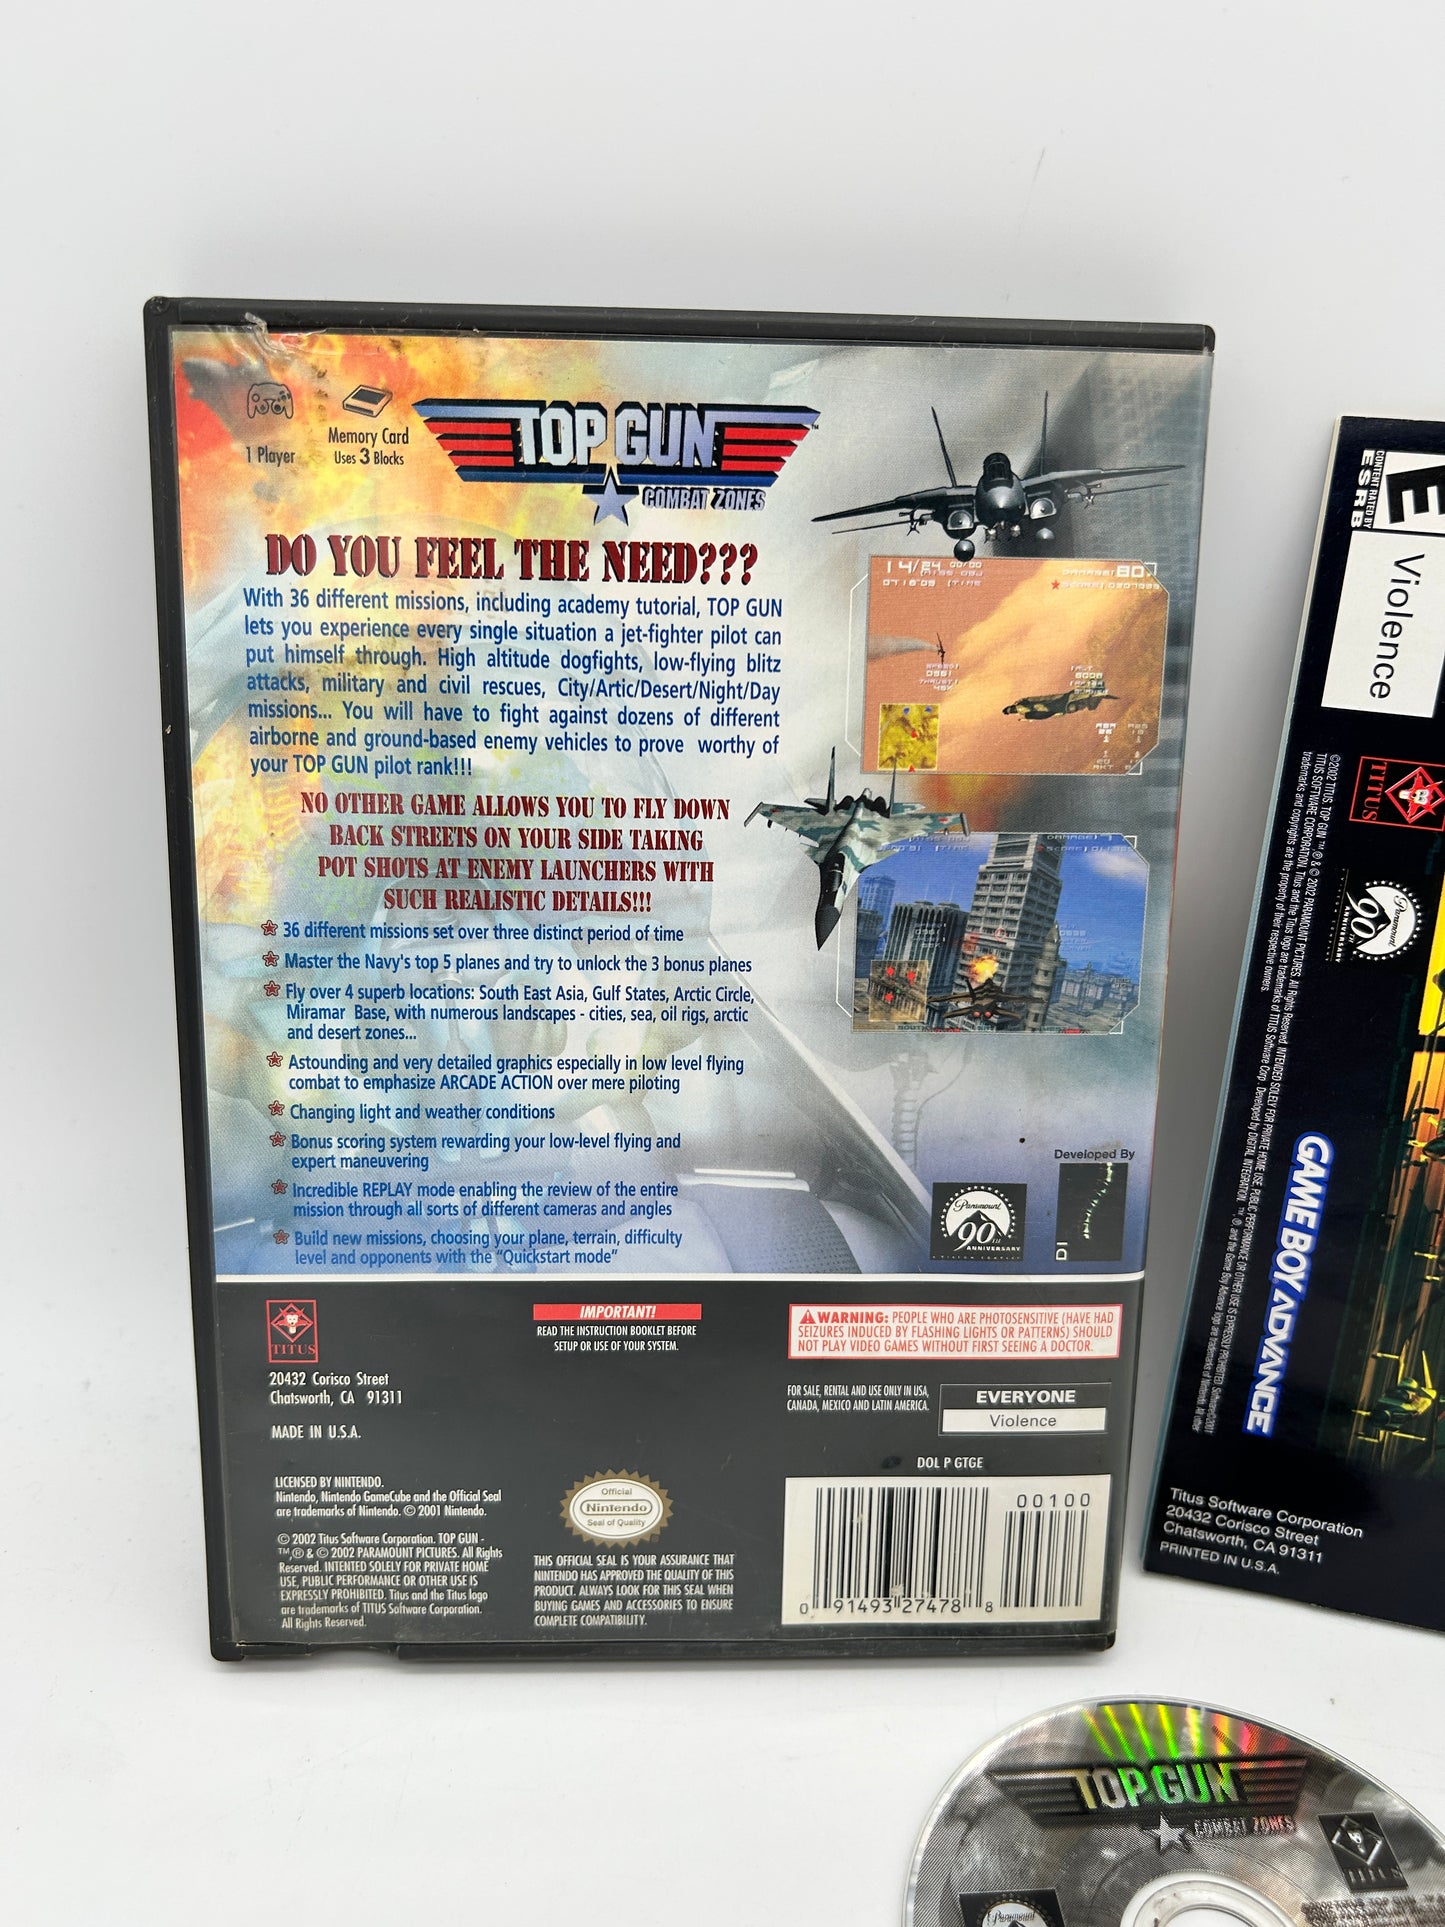 1 Player
Memory Card
Uses 3 Blocks
TOP GUN™
COMBAT ZONES
DO YOU FEEL THE NEED???
With 36 different missions, including academy tutorial, TOP GUN
lets you experience every single situation a jet-fighter pilot can
put himself through. High altitude dogfights, low-flying blitz
attacks, military and civil rescues, City/Artic/Desert/Night/Day
missions... You will have to fight against dozens of different
airborne and ground-based enemy vehicles to prove worthy of
your TOP GUN pilot rank!!!
NO OTHER GAME ALLOWS YOU TO FLY DOWN
BACK STREETS ON YOUR SIDE TAKING
POT SHOTS AT ENEMY LAUNCHERS WITH
SUCH REALISTIC DETAILS!!!
36 different missions set over three distinct period of time
Master the Navy's top 5 planes and try to unlock the 3 bonus planes
Fly over 4 superb locations: South East Asia, Gulf States, Arctic Circle,
Miramar Base, with numerous landscapes - cities, sea, oil rigs, arctic
and desert zones...
Astounding and very detailed graphics especially in low level flying
combat to emphasize ARCADE ACTION over mere piloting
Changing light and weather conditions
Bonus scoring system rewarding your low-level flying and
expert maneuvering
Incredible REPLAY mode enabling the review of the entire
mission through all sorts of different cameras and angles
Build new missions, choosing your plane, terrain, difficulty
level and opponents with the "Quickstart mode"
14/24
Developed By
DI
Paramount
90TH
ANNIVERSARY
TITUS
20432 Corisco Street
Chatsworth, CA 91311
MADE IN U.S.A.
IMPORTANT!
READ THE INSTRUCTION BOOKLET BEFORE
SETUP OR USE OF YOUR SYSTEM.
WARNING: PEOPLE WHO ARE PHOTOSENSITIVE (HAVE HAD
SEIZURES INDUCED BY FLASHING LIGHTS OR PATTERNS) SHOULD
NOT PLAY VIDEO GAMES WITHOUT FIRST SEEING A DOCTOR.
FOR SALE, RENTAL AND USE ONLY IN USA,
CANADA, MEXICO AND LATIN AMERICA.
EVERYONE
Violence
DOL P GTGE
LICENSED BY NINTENDO.
Nintendo, Nintendo GameCube and the Official Seal
are trademarks of Nintendo. © 2001 Nintendo.
© 2002 Titus Software Corporation. TOP GUN -
™,® & © 2002 PARAMOUNT PICTURES. All Rights
Reserved. INTENDED SOLELY FOR PRIVATE HOME
USE, PUBLIC PERFORMANCE OR OTHER USE IS
EXPRESSLY PROHIBITED. Titus and the Titus logo
are trademarks of TITUS Software Corporation.
All Rights Reserved.
Official
Nintendo
Seal of Quality
THIS OFFICIAL SEAL IS YOUR ASSURANCE THAT
NINTENDO HAS APPROVED THE QUALITY OF THIS
PRODUCT. ALWAYS LOOK FOR THIS SEAL WHEN
BUYING GAMES AND ACCESSORIES TO ENSURE
COMPLETE COMPATIBILITY.
00100
0 91493 27478 8
E
CONTENT RATED BY
ESRB
Violence
TITUS
Paramount
90TH
ANNIVERSARY
GAME BOY ADVANCE
Titus Software Corporation
20432 Corisco Street
Chatsworth, CA 91311
PRINTED IN U.S.A.
TOP GUN
COMBAT ZONES
TITUS
Paramount